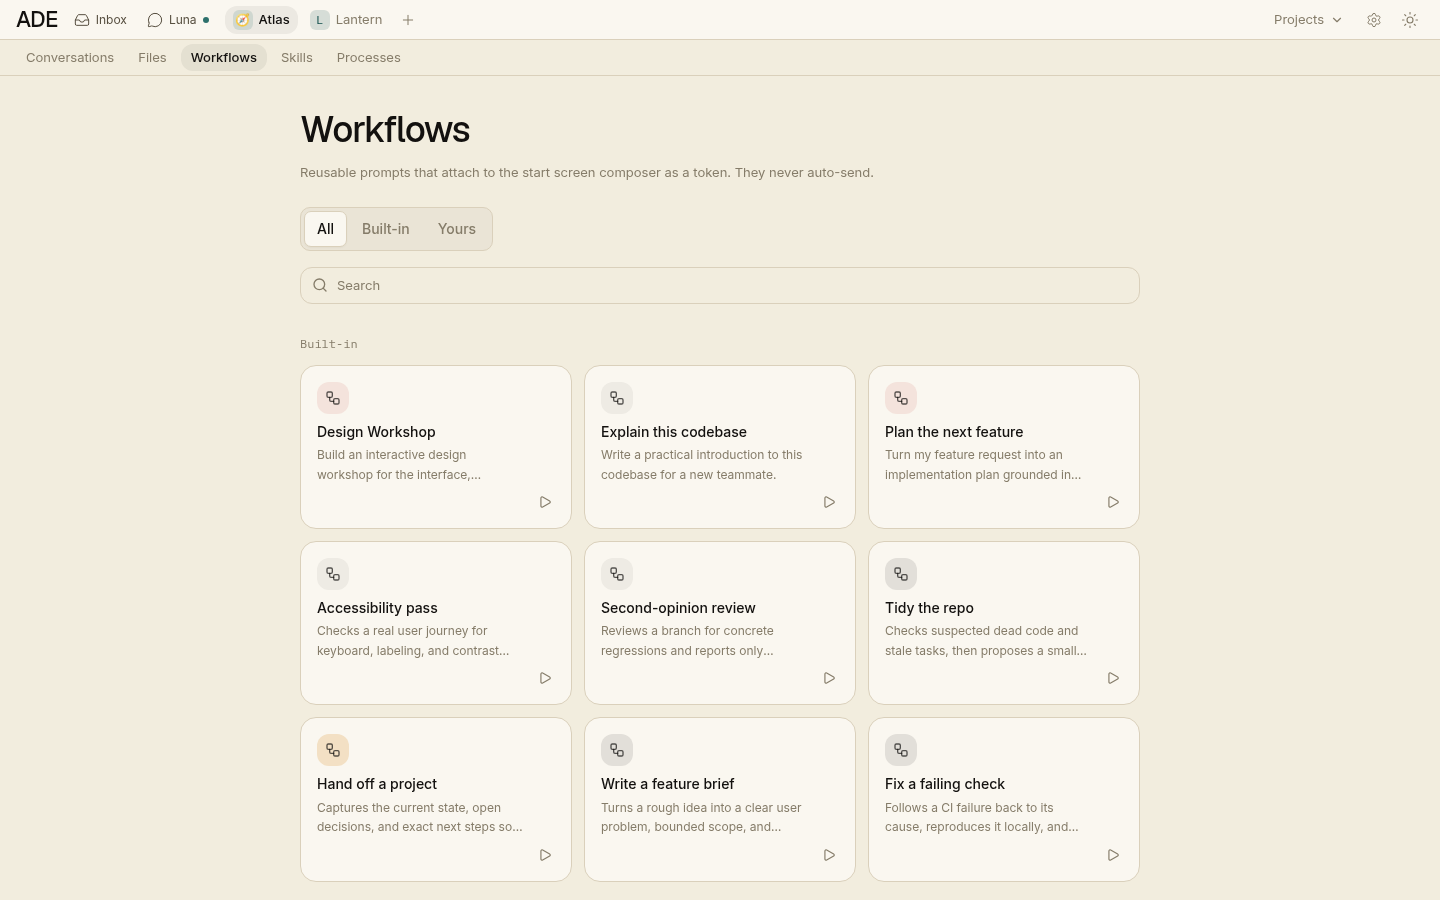 ADE
Inbox
Luna
Atlas
L
Lantern
Projects
Conversations
Files
Workflows
Skills
Processes
Workflows
Reusable prompts that attach to the start screen composer as a token. They never auto-send.
All
Built-in
Yours
Search
Built-in
Design Workshop
Build an interactive design
workshop for the interface,...
Explain this codebase
Write a practical introduction to this
codebase for a new teammate.
Plan the next feature
Turn my feature request into an
implementation plan grounded in...
Accessibility pass
Checks a real user journey for
keyboard, labeling, and contrast...
Second-opinion review
Reviews a branch for concrete
regressions and reports only...
Tidy the repo
Checks suspected dead code and
stale tasks, then proposes a small...
Hand off a project
Captures the current state, open
decisions, and exact next steps so...
Write a feature brief
Turns a rough idea into a clear user
problem, bounded scope, and...
Fix a failing check
Follows a CI failure back to its
cause, reproduces it locally, and...